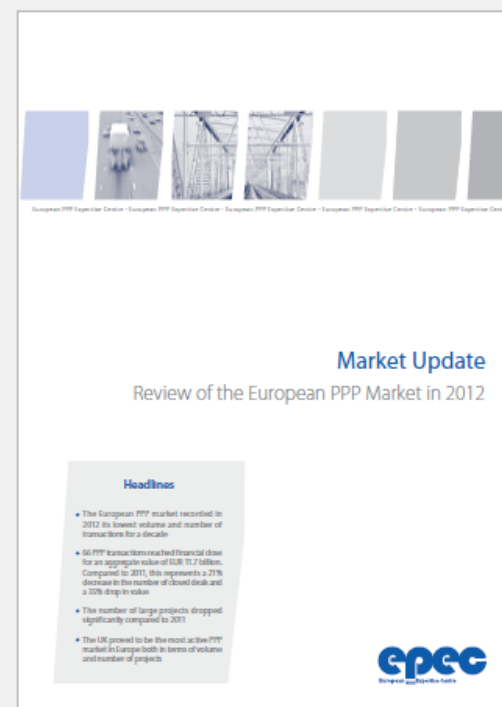 European PPP Expertise Centre • European PPP Expertise Centre • European PPP Expertise Centre • European PPP Expertise Centre • European PPP Expertise
Market Update
Review of the European PPP Market in 2012
Headlines
The European PPP market recorded in
2012 its lowest volume and number of
transactions for a decade
66 PPP transactions reached financial close
for an aggregate value of EUR 11.7 billion.
Compared to 2011, this represents a 21%
decrease in the number of closed deals and
a 35% drop in value
The number of large projects dropped
significantly compared to 2011
The UK proved to be the most active PPP
market in Europe both in terms of volume
and number of projects
epec
European PPP Expertise Centre